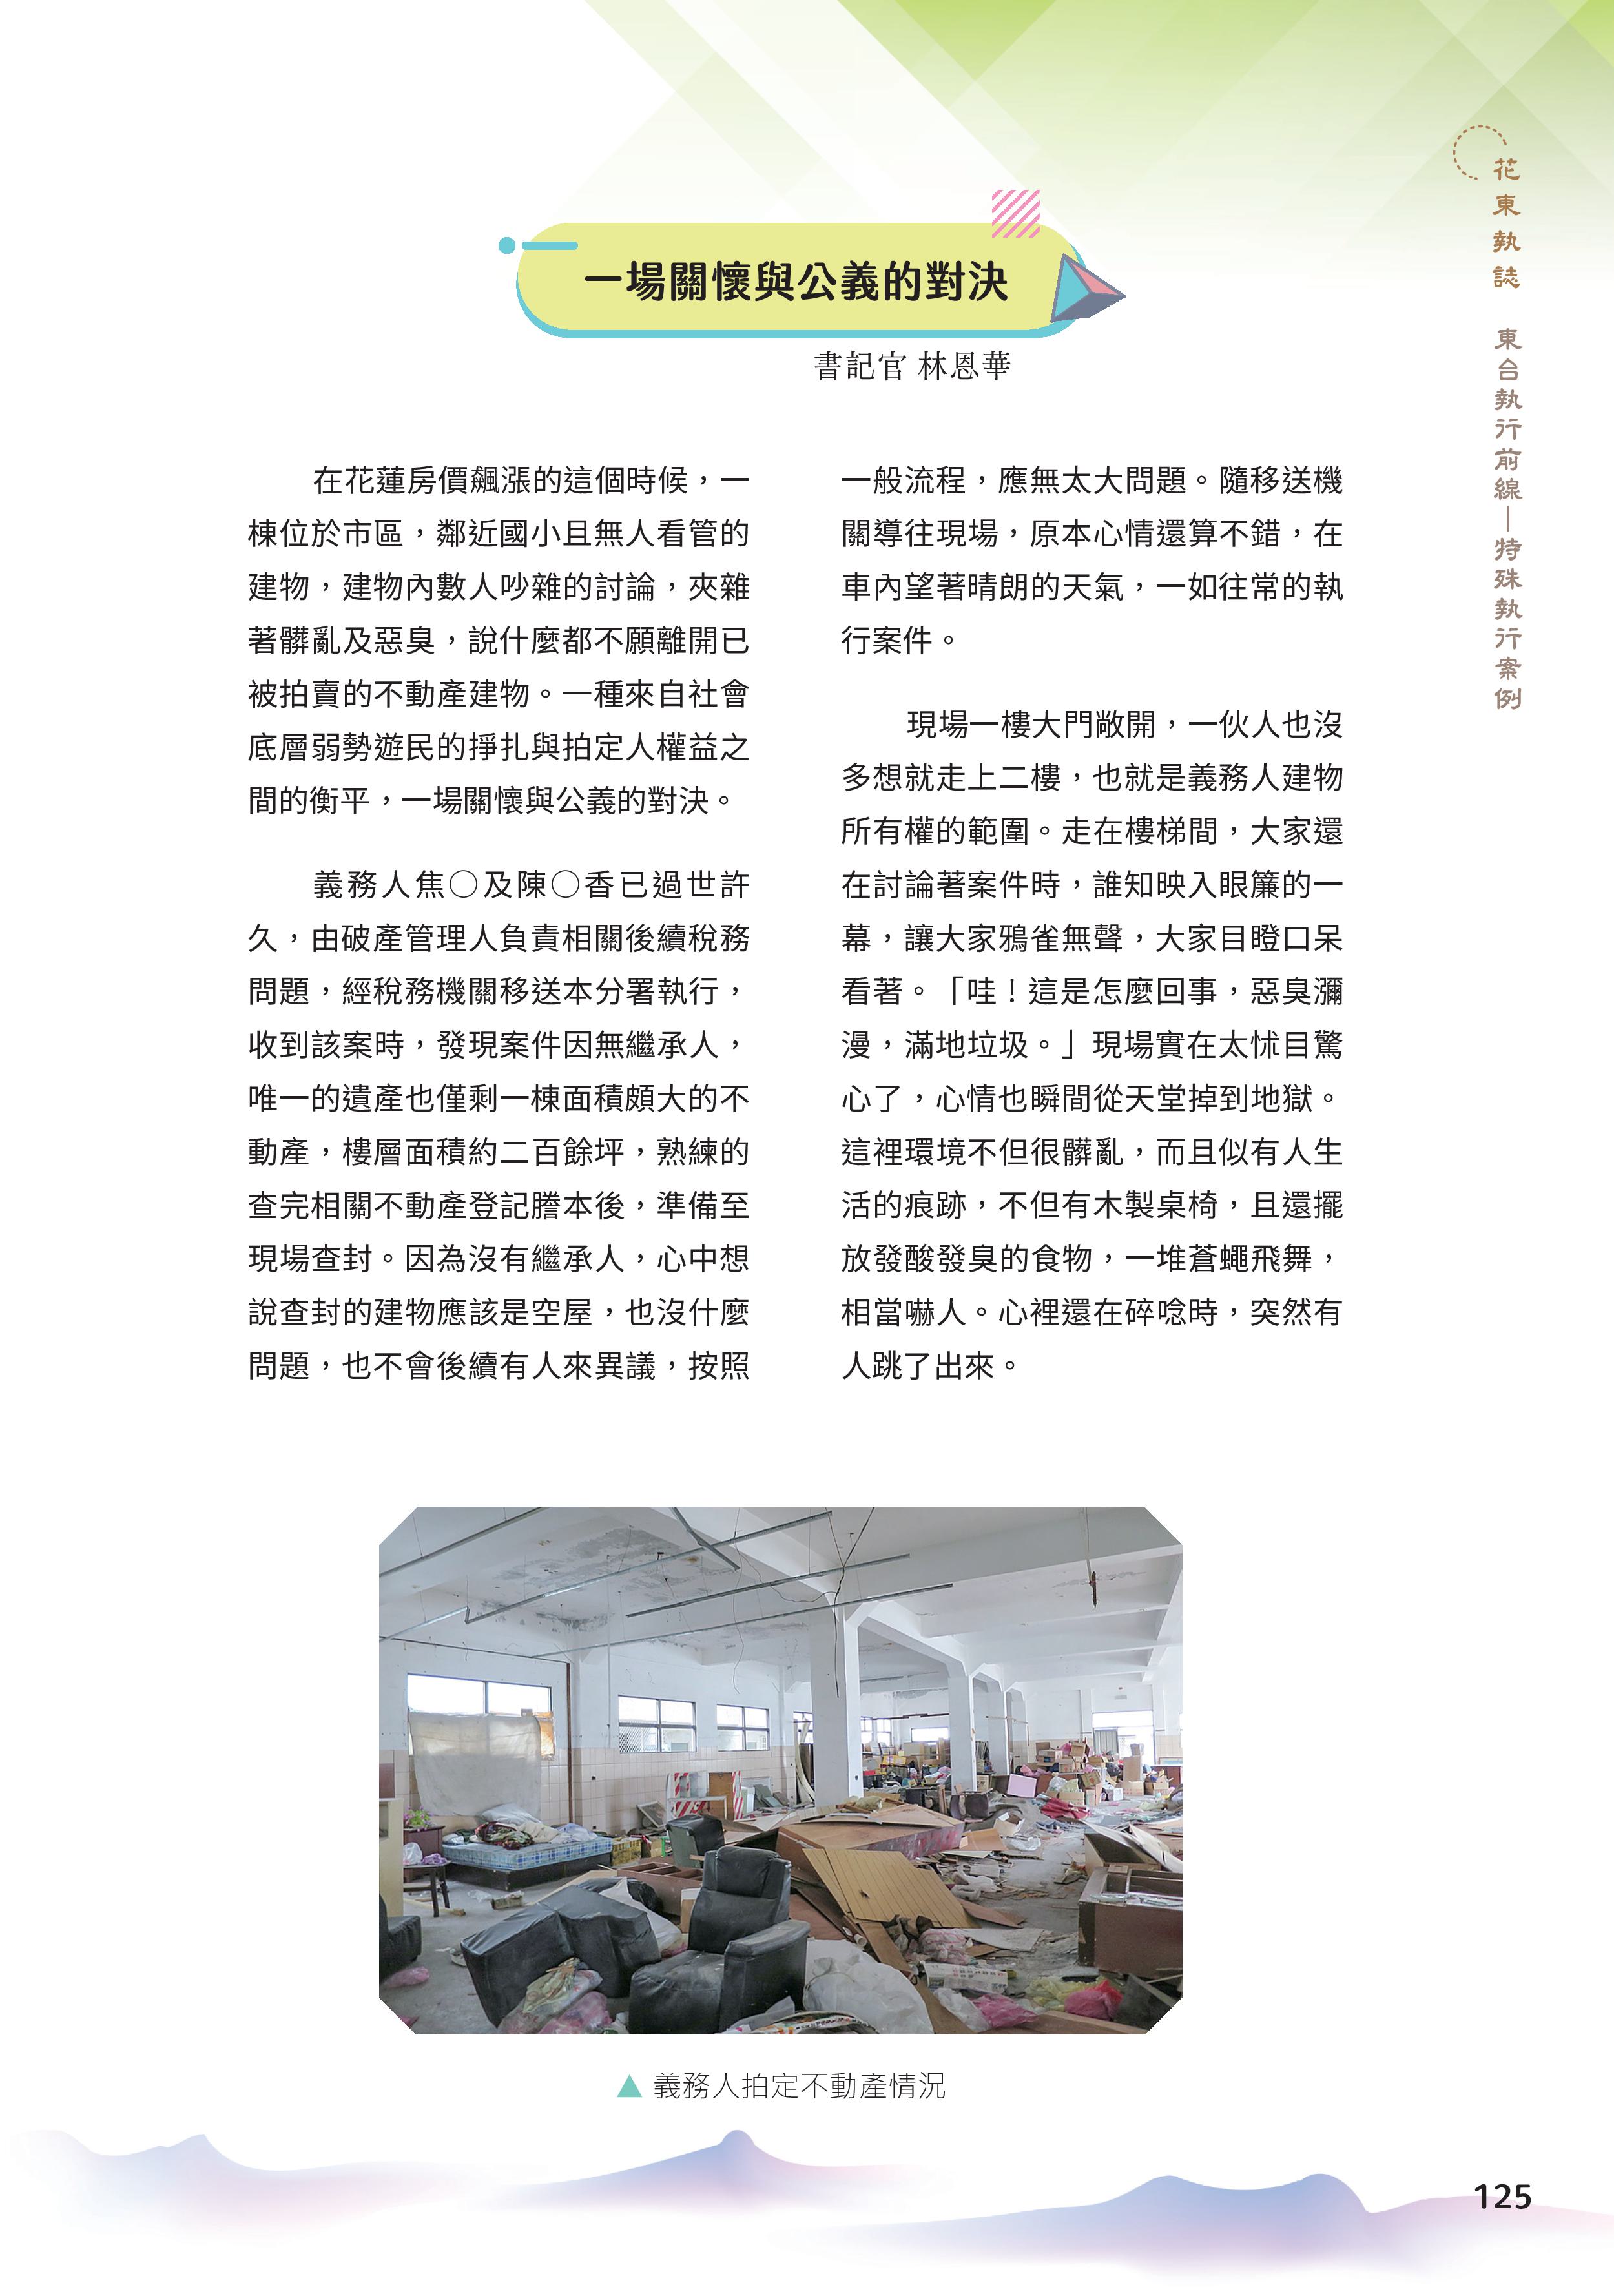 一場關懷與公義的對決
書記官 林恩華
在花蓮房價飆漲的這個時候，一
棟位於市區，鄰近國小且無人看管的
建物，建物內數人吵雜的討論，夾雜
著髒亂及惡臭，說什麼都不願離開已
被拍賣的不動產建物。一種來自社會
底層弱勢遊民的掙扎與拍定人權益之
間的衡平，一場關懷與公義的對決。
義務人焦○及陳○香已過世許
久，由破產管理人負責相關後續稅務
問題，經稅務機關移送本分署執行，
收到該案時，發現案件因無繼承人，
唯一的遺產也僅剩一棟面積頗大的不
動產，樓層面積約二百餘坪，熟練的
查完相關不動產登記謄本後，準備至
現場查封。因為沒有繼承人，心中想
說查封的建物應該是空屋，也沒什麼
問題，也不會後續有人來異議，按照
一般流程，應無太大問題。隨移送機
關導往現場，原本心情還算不錯，在
車內望著晴朗的天氣，一如往常的執
行案件。
現場一樓大門敞開，一伙人也沒
多想就走上二樓，也就是義務人建物
所有權的範圍。走在樓梯間，大家還
在討論著案件時，誰知映入眼簾的一
幕，讓大家鴉雀無聲，大家目瞪口呆
看著。「哇！這是怎麼回事，惡臭瀰
漫，滿地垃圾。」現場實在太怵目驚
心了，心情也瞬間從天堂掉到地獄。
這裡環境不但很髒亂，而且似有人生
活的痕跡，不但有木製桌椅，且還擺
放發酸發臭的食物，一堆蒼蠅飛舞，
相當嚇人。心裡還在碎唸時，突然有
人跳了出來。
▲ 義務人拍定不動產情況
花東執誌 東台執行前線—特殊執行案例
125